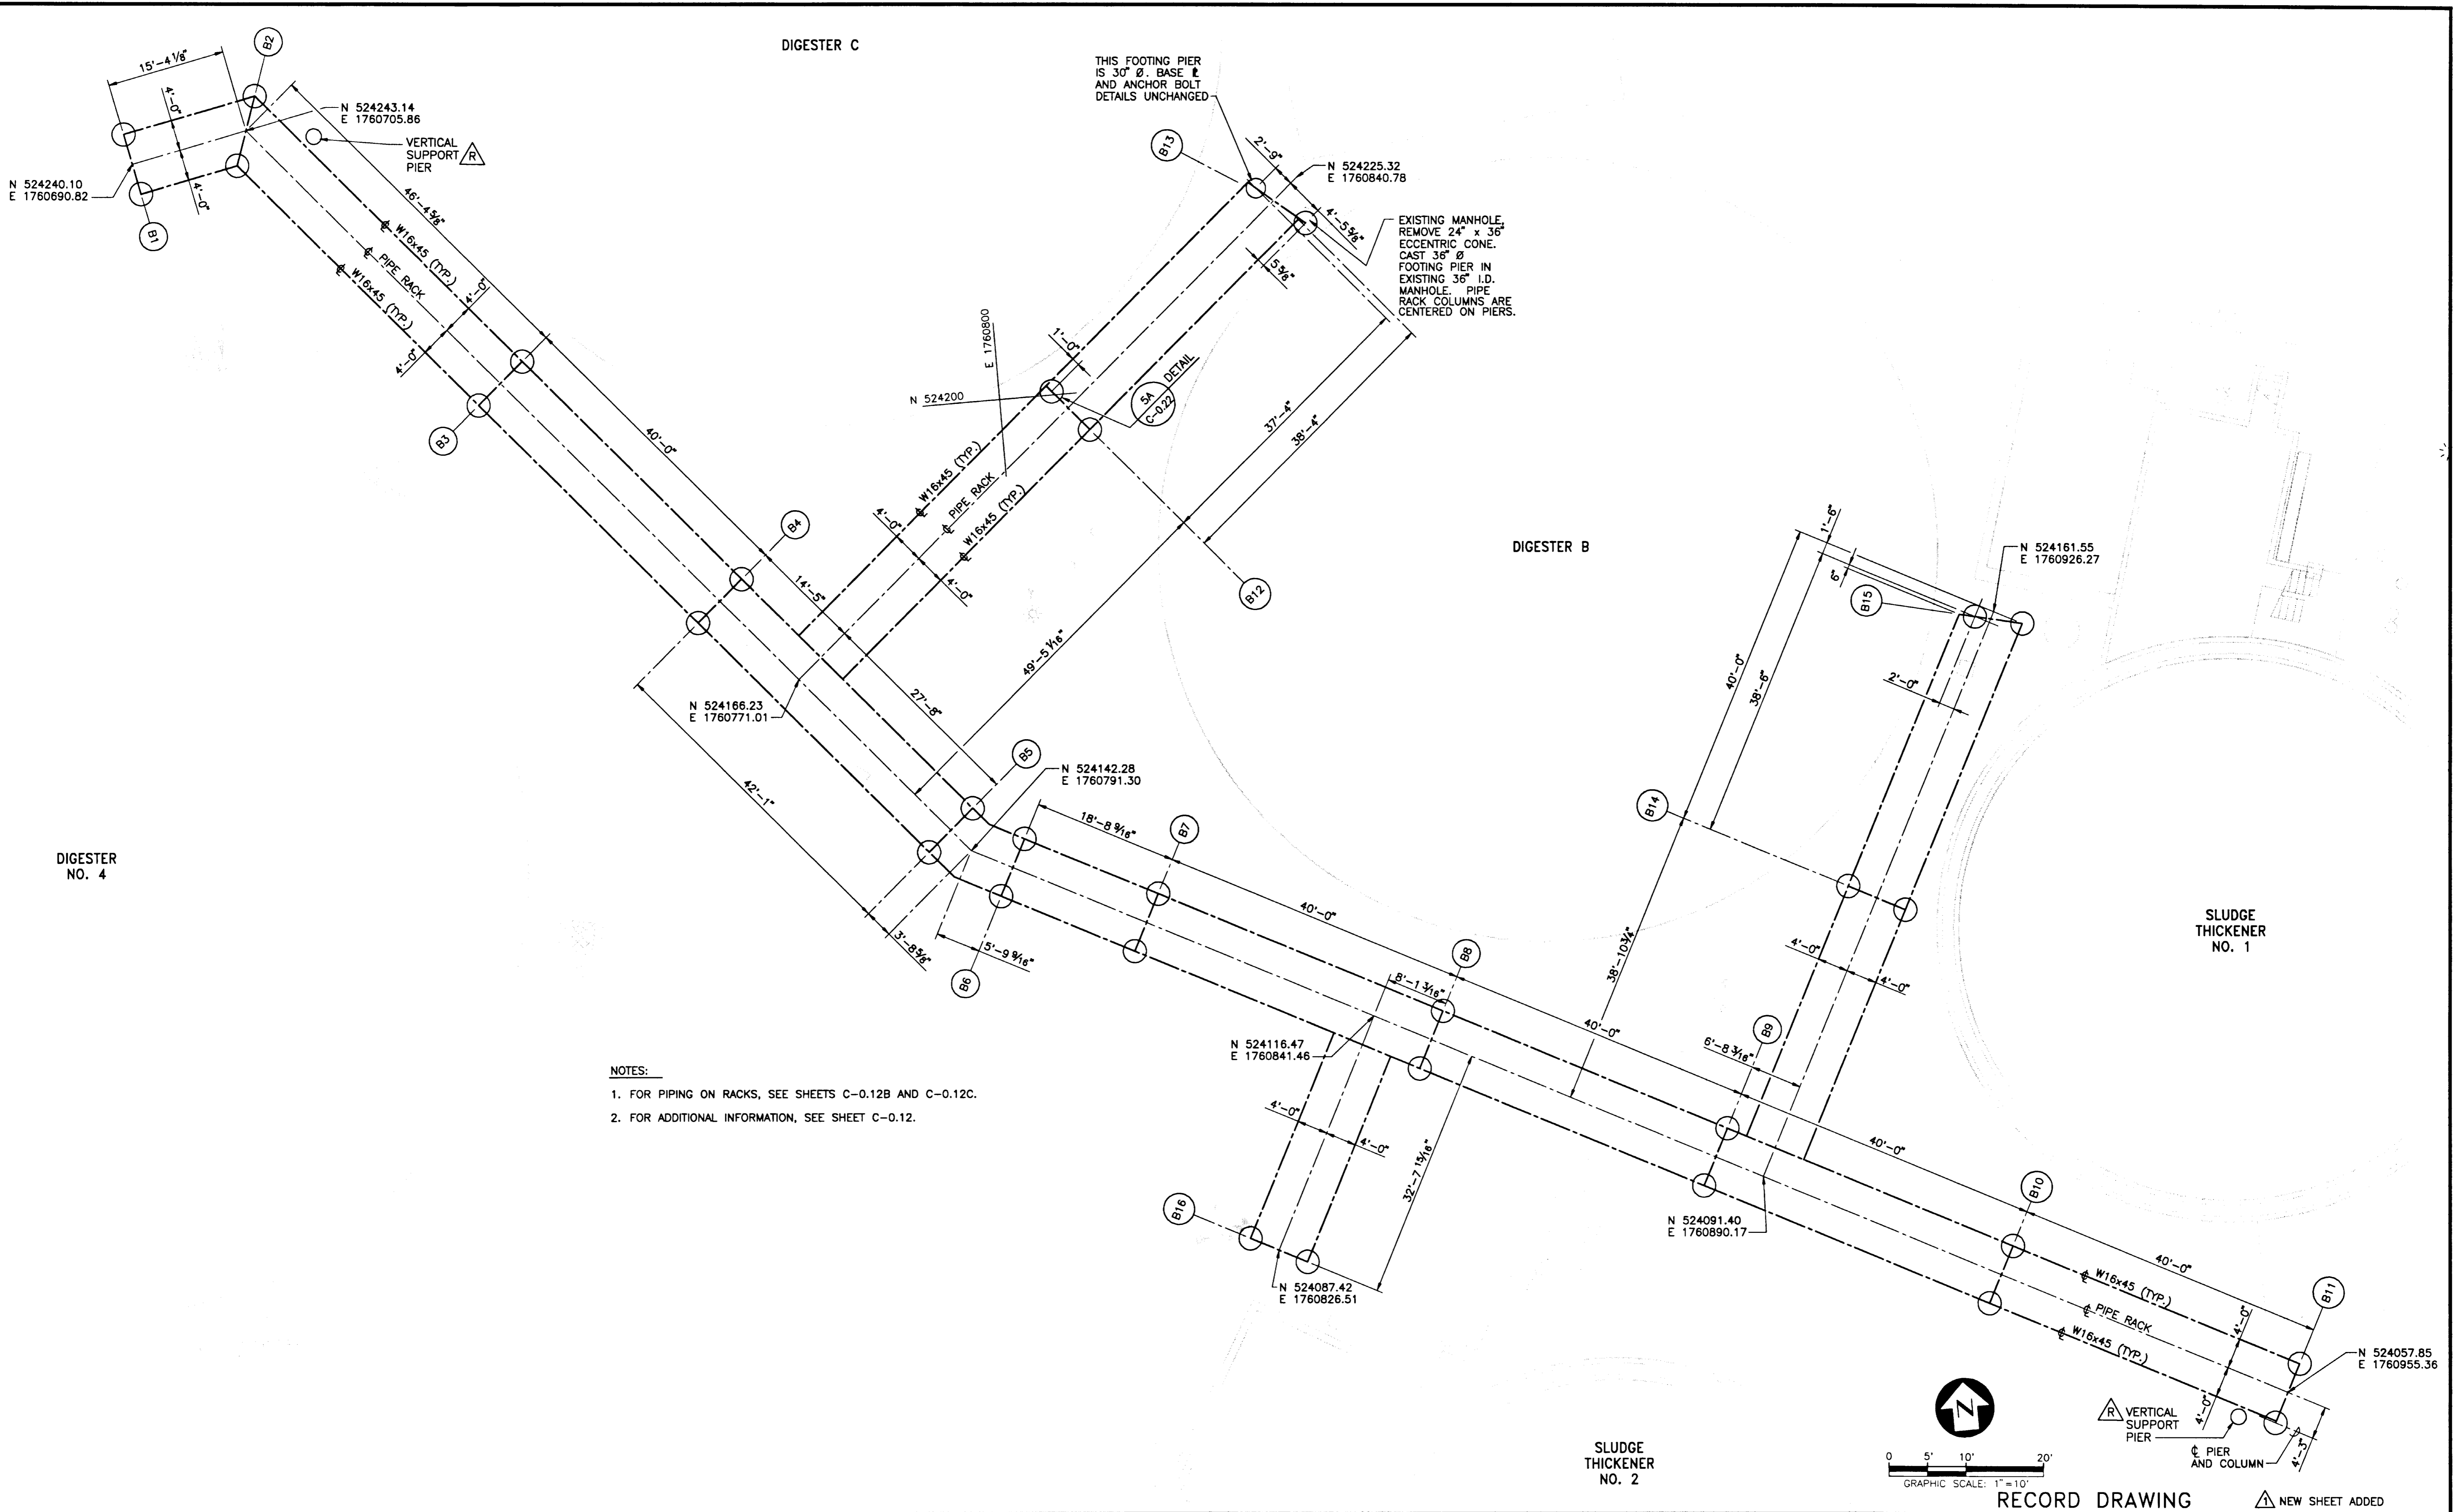 DIGESTER C
B2
15'-4 1/8"
4'-0"
4'-0"
N 524243.14
E 1760705.86
VERTICAL
SUPPORT R
PIER
N 524240.10
E 1760690.82
B1
46'-4 5/8"
℄ W16x45 (TYP.)
℄ PIPE RACK
℄ W16x45 (TYP.)
4'-0"
4'-0"
B3
40'-0"
THIS FOOTING PIER
IS 30" Ø. BASE ⅊
AND ANCHOR BOLT
DETAILS UNCHANGED
B13
2'-9"
N 524225.32
E 1760840.78
4'-5 5/8"
5 5/8"
EXISTING MANHOLE,
REMOVE 24" x 36"
ECCENTRIC CONE.
CAST 36" Ø
FOOTING PIER IN
EXISTING 36" I.D.
MANHOLE. PIPE
RACK COLUMNS ARE
CENTERED ON PIERS.
E 1760800
1'-0"
N 524200
5A
C-0.22
DETAIL
37'-4"
38'-4"
℄ W16x45 (TYP.)
℄ PIPE RACK
℄ W16x45 (TYP.)
4'-0"
4'-0"
B4
14'-5"
B12
49'-5 1/16"
DIGESTER B
1'-6"
6"
N 524161.55
E 1760926.27
B15
40'-0"
38'-6"
2'-0"
N 524166.23
E 1760771.01
27'-8"
B5
42'-1"
N 524142.28
E 1760791.30
18'-8 9/16"
B7
B14
DIGESTER
NO. 4
3'-8 5/8"
5'-9 9/16"
B6
40'-0"
B8
8'-1 3/16"
38'-10 3/4"
4'-0"
4'-0"
SLUDGE
THICKENER
NO. 1
N 524116.47
E 1760841.46
40'-0"
B9
6'-8 3/16"
NOTES:
1. FOR PIPING ON RACKS, SEE SHEETS C-0.12B AND C-0.12C.
2. FOR ADDITIONAL INFORMATION, SEE SHEET C-0.12.
4'-0"
4'-0"
32'-7 15/16"
40'-0"
B16
B10
N 524091.40
E 1760890.17
N 524087.42
E 1760826.51
40'-0"
℄ W16x45 (TYP.)
℄ PIPE RACK
℄ W16x45 (TYP.)
B11
4'-0"
4'-0"
N 524057.85
E 1760955.36
R VERTICAL
SUPPORT
PIER
℄ PIER
AND COLUMN
4'-3"
SLUDGE
THICKENER
NO. 2
N
0 5' 10' 20'
GRAPHIC SCALE: 1"=10'
RECORD DRAWING
1 NEW SHEET ADDED